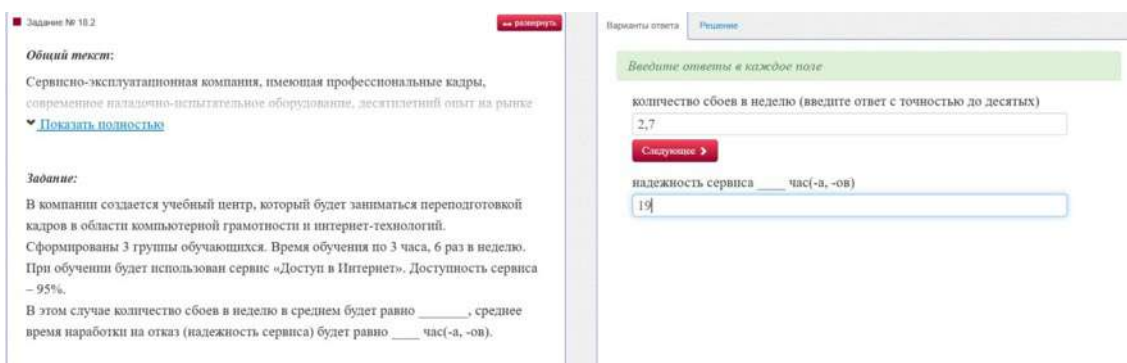 Задание № 18.2
развернуть
Общий текст:
Сервисно-эксплуатационная компания, имеющая профессиональные кадры,
современное наладочно-испытательное оборудование, десятилетний опыт на рынке
Показать полностью
Задание:
В компании создается учебный центр, который будет заниматься переподготовкой
кадров в области компьютерной грамотности и интернет-технологий.
Сформированы 3 группы обучающихся. Время обучения по 3 часа, 6 раз в неделю.
При обучении будет использован сервис «Доступ в Интернет». Доступность сервиса
– 95%.
В этом случае количество сбоев в неделю в среднем будет равно _______, среднее
время наработки на отказ (надежность сервиса) будет равно ____ час(-а, -ов).
Варианты ответа
Решение
Введите ответы в каждое поле
количество сбоев в неделю (введите ответ с точностью до десятых)
2,7
Следующее
надежность сервиса ____ час(-а, -ов)
19